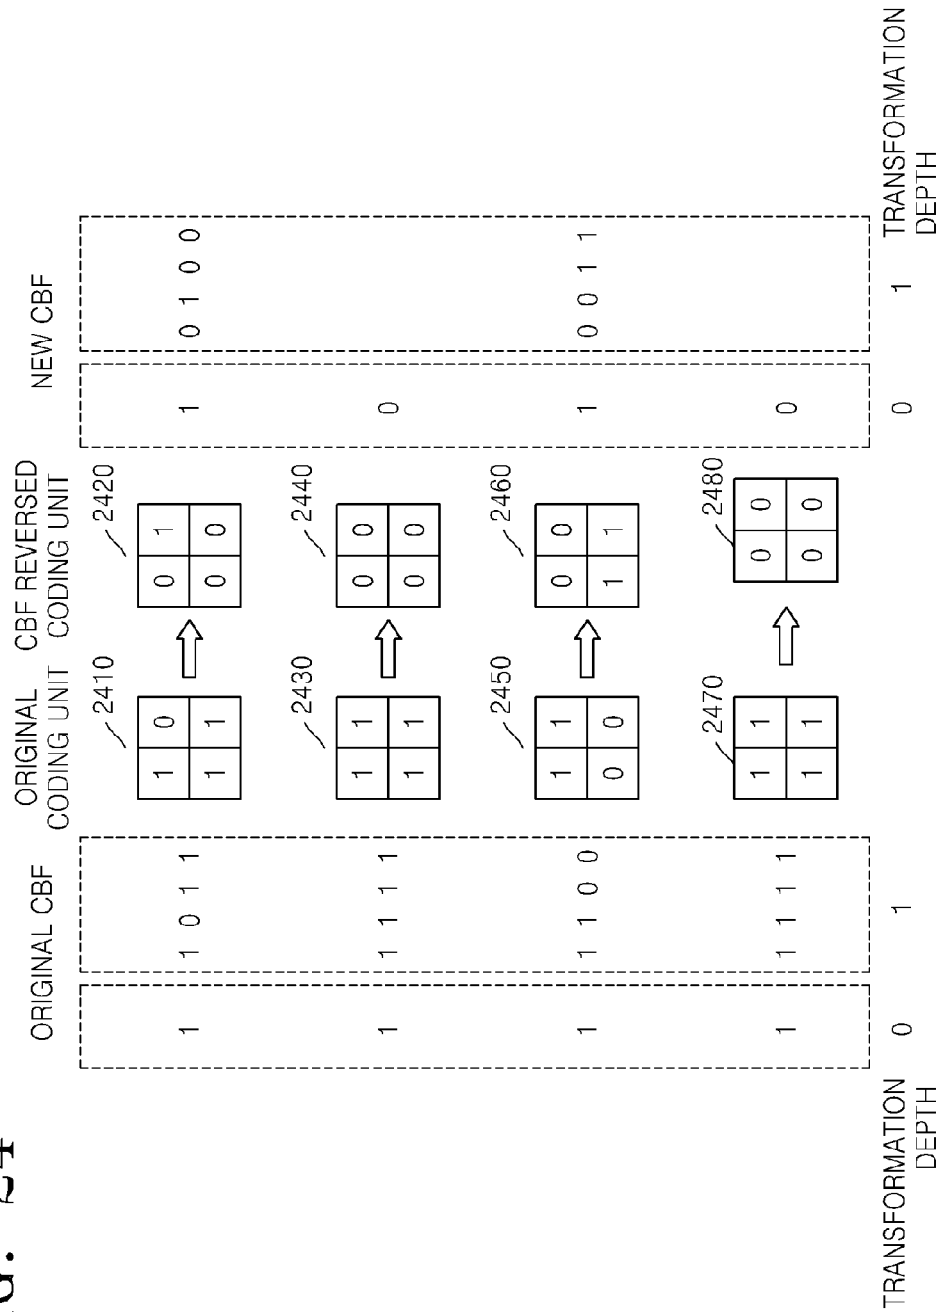 ORIGINAL CBF
ORIGINAL
CODING UNIT
CBF REVERSED
CODING UNIT
NEW CBF
2410
2420
1 0
0 1
1
1 0 1 1
1
0 1 0 0
1 1
0 0
2430
2440
1 1
0 0
1
1 1 1 1
0
1 1
0 0
2450
2460
1 1
0 0
1
1 1 0 0
1
0 0 1 1
0 0
1 1
2470
2480
1 1
0 0
1
1 1 1 1
0
1 1
0 0
TRANSFORMATION
DEPTH
0
1
0
1
TRANSFORMATION
DEPTH